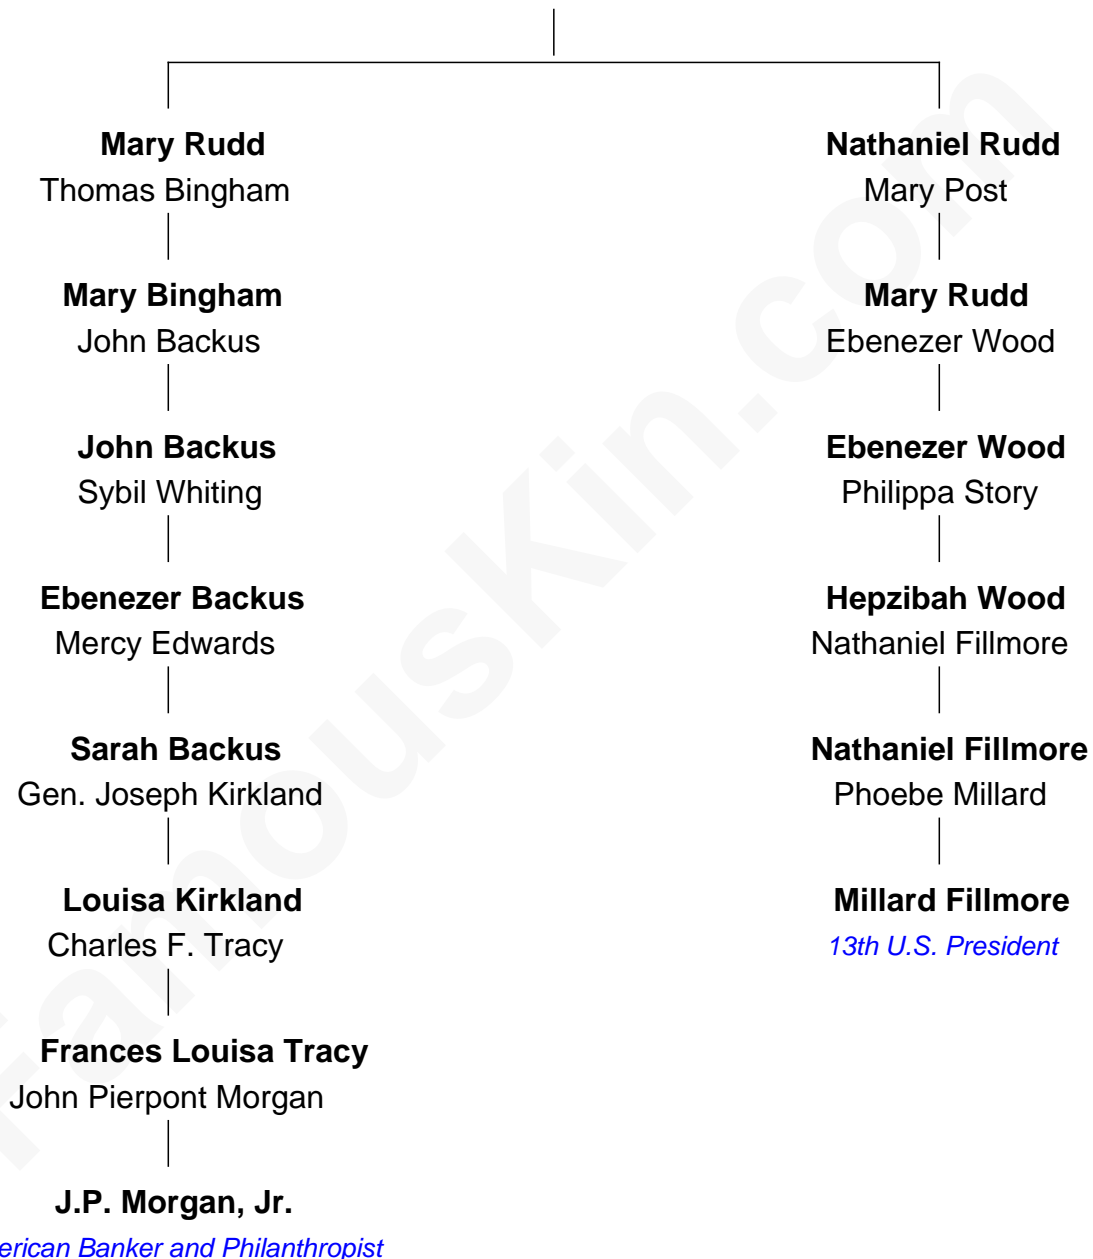 Mary Rudd
Thomas Bingham
Mary Bingham
John Backus
John Backus
Sybil Whiting
Ebenezer Backus
Mercy Edwards
Sarah Backus
Gen. Joseph Kirkland
Louisa Kirkland
Charles F. Tracy
Frances Louisa Tracy
John Pierpont Morgan
J.P. Morgan, Jr.
erican Banker and Philanthropist
Nathaniel Rudd
Mary Post
Mary Rudd
Ebenezer Wood
Ebenezer Wood
Philippa Story
Hepzibah Wood
Nathaniel Fillmore
Nathaniel Fillmore
Phoebe Millard
Millard Fillmore
13th U.S. President
FamousKin.com